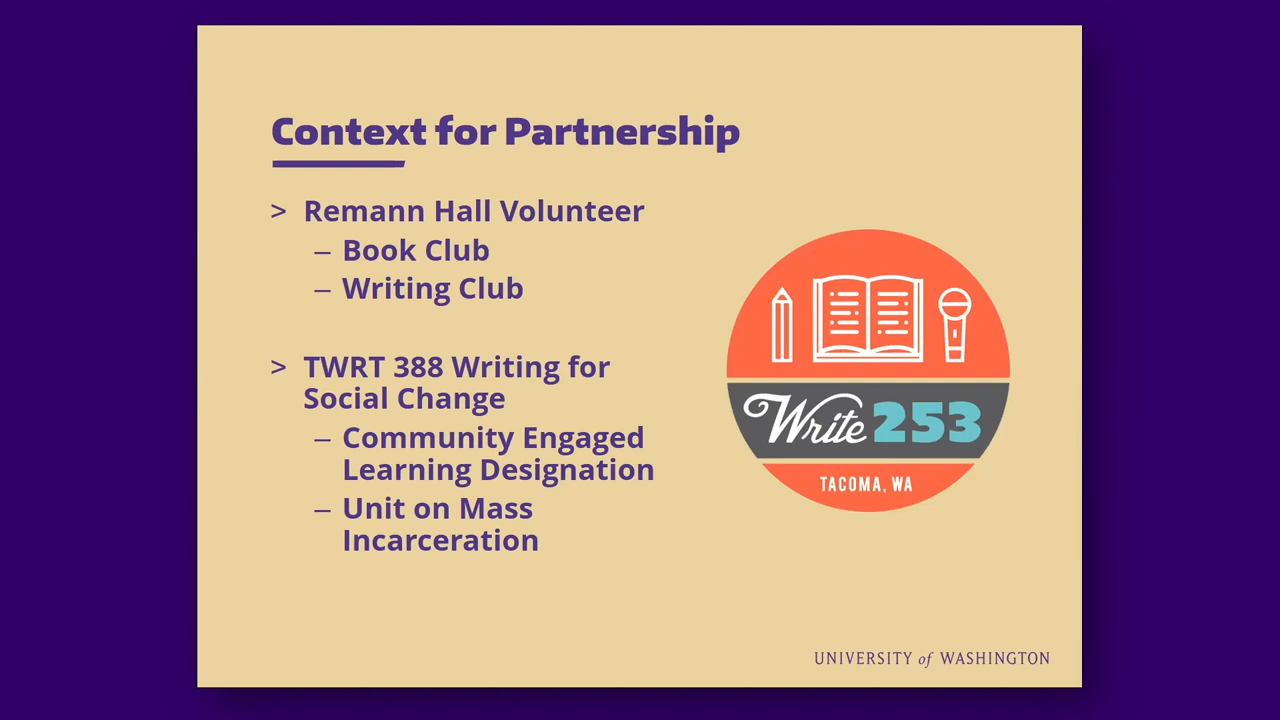 Context for Partnership
> Remann Hall Volunteer
– Book Club
– Writing Club
> TWRT 388 Writing for
Social Change
– Community Engaged
Learning Designation
– Unit on Mass
Incarceration
Write 253
TACOMA, WA
UNIVERSITY of WASHINGTON